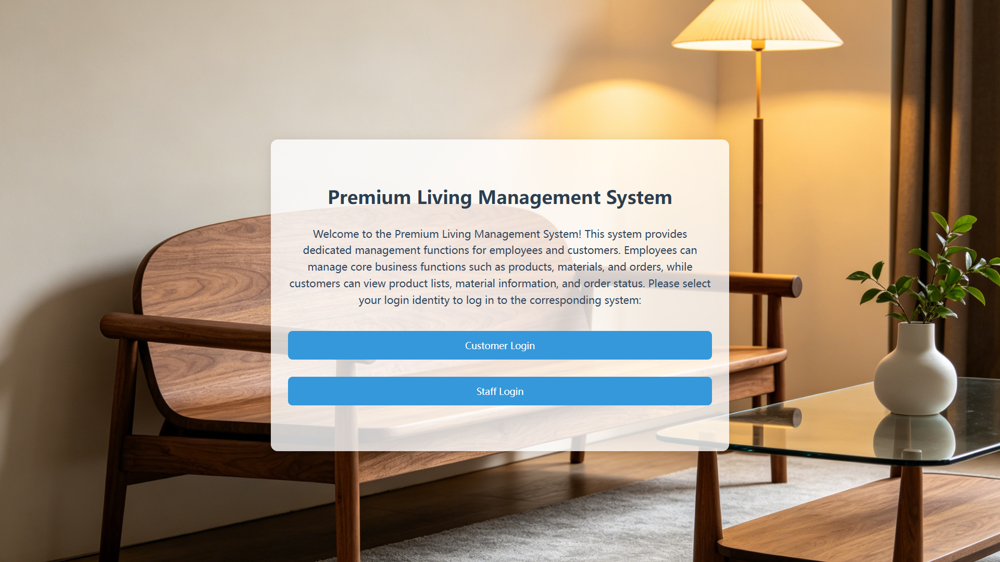 Premium Living Management System
Welcome to the Premium Living Management System! This system provides
dedicated management functions for employees and customers. Employees can
manage core business functions such as products, materials, and orders, while
customers can view product lists, material information, and order status. Please select
your login identity to log in to the corresponding system:
Customer Login
Staff Login